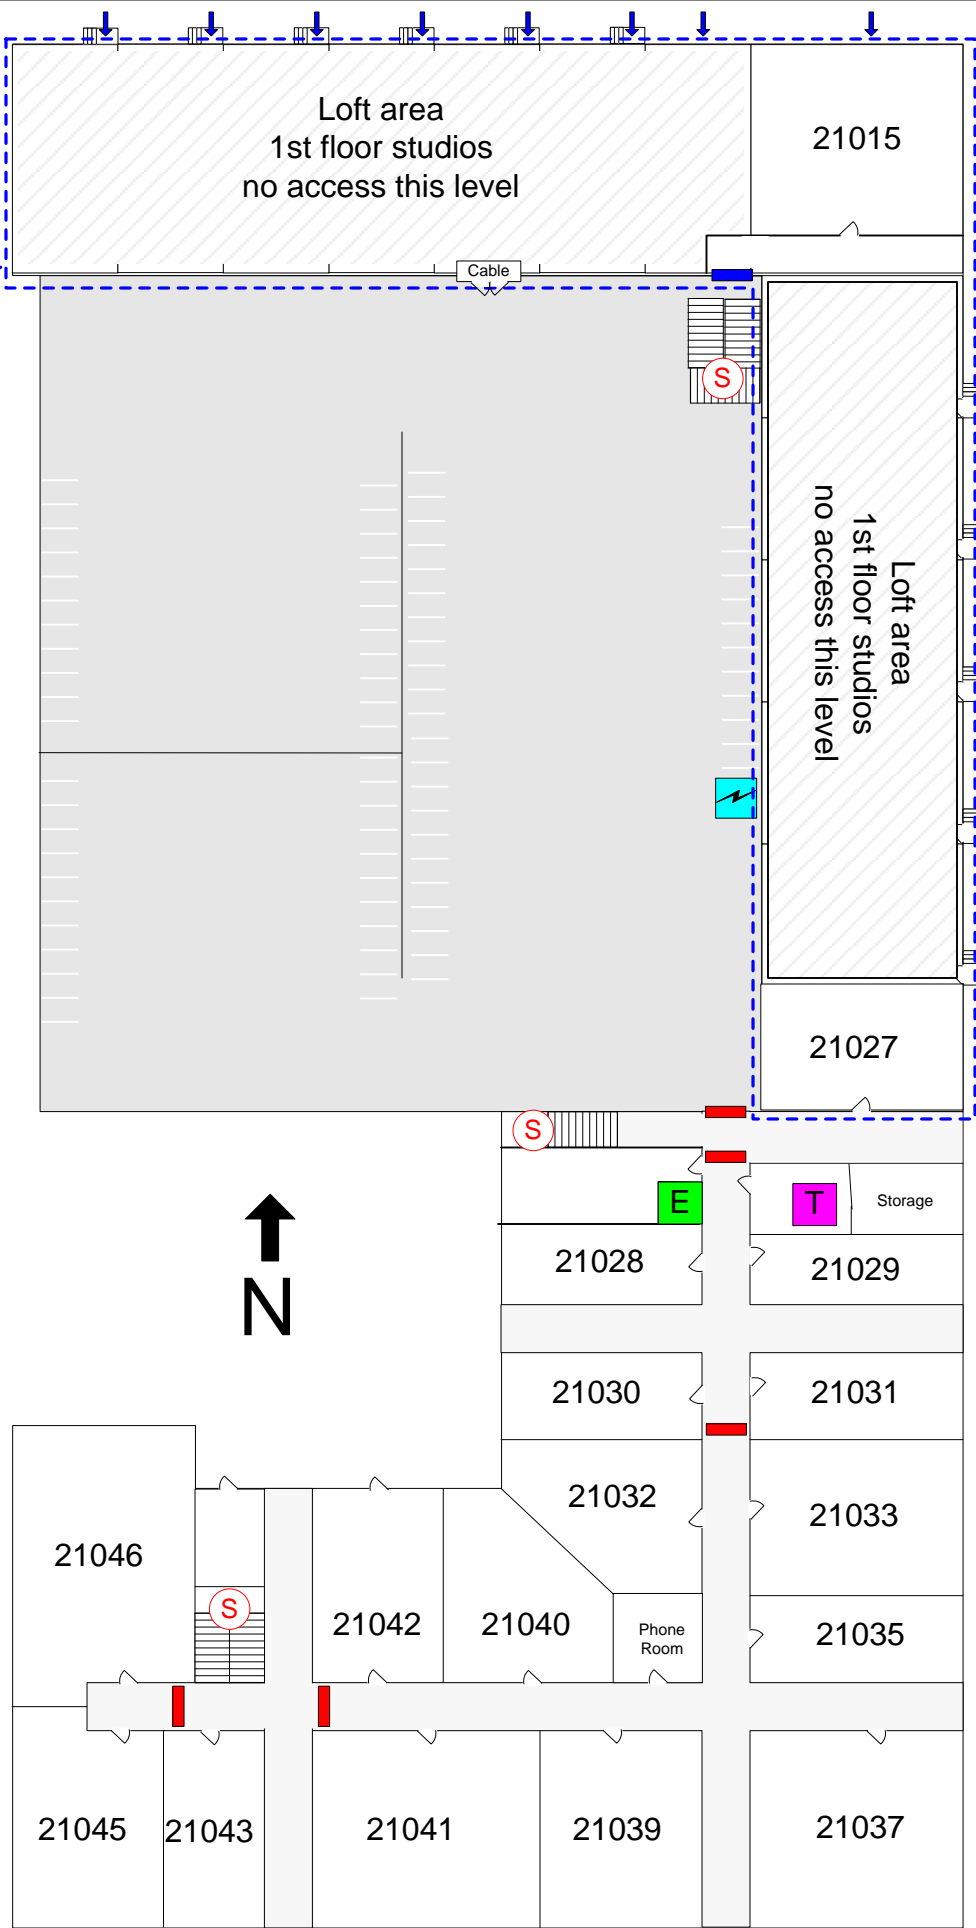 Loft area
1st floor studios
no access this level
21015
Cable
S
Loft area
1st floor studios
no access this level
21027
S
E
T
Storage
21028
21029
N
21030
21031
21032
21033
21046
S
21042
21040
Phone
Room
21035
21045
21043
21041
21039
21037